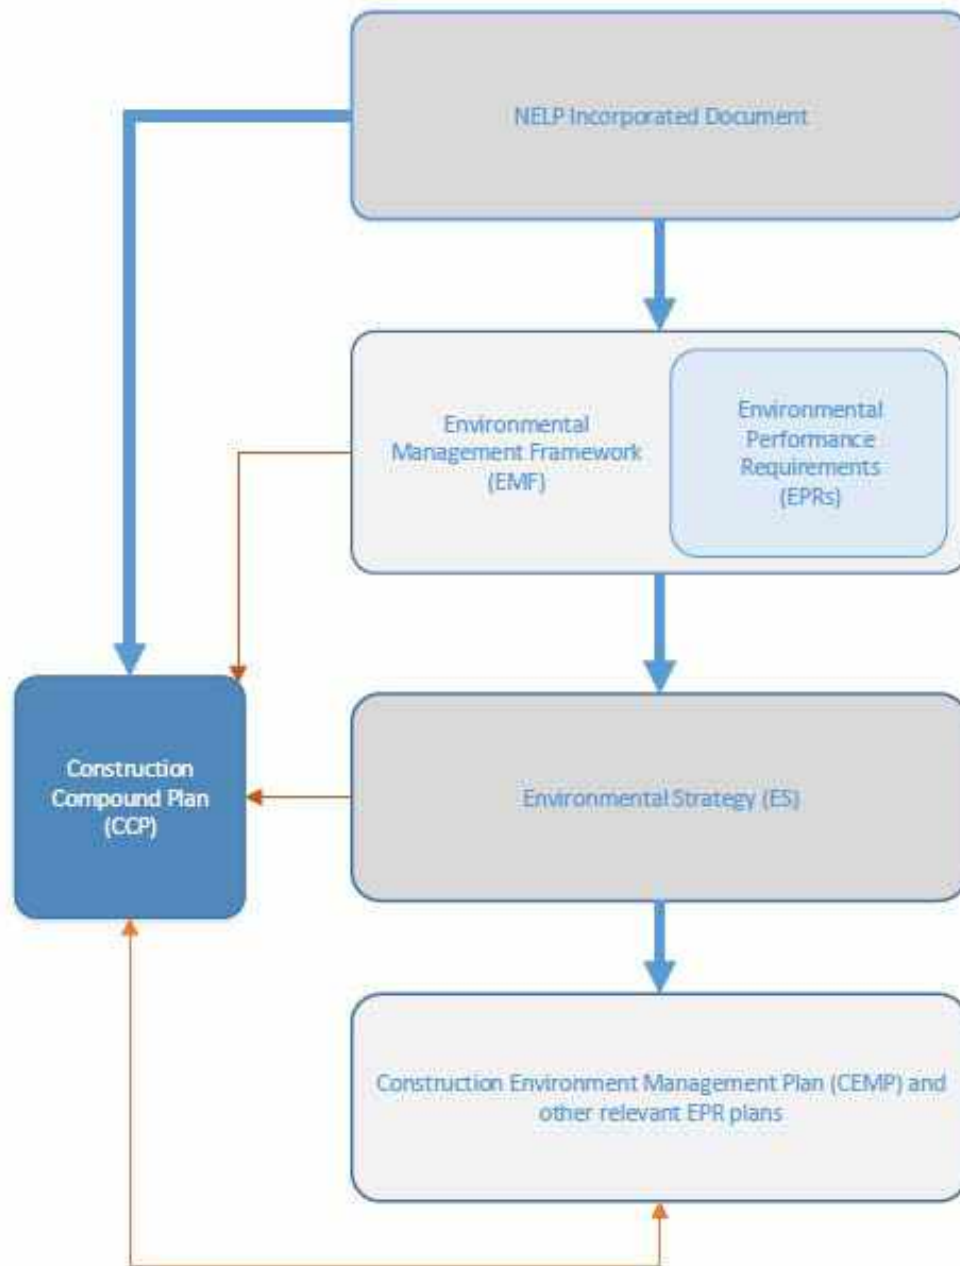 NELP Incorporated Document
Environmental
Management Framework
(EMF)
Environmental
Performance
Requirements
(EPRs)
Construction
Compound Plan
(CCP)
Environmental Strategy (ES)
Construction Environment Management Plan (CEMP) and
other relevant EPR plans